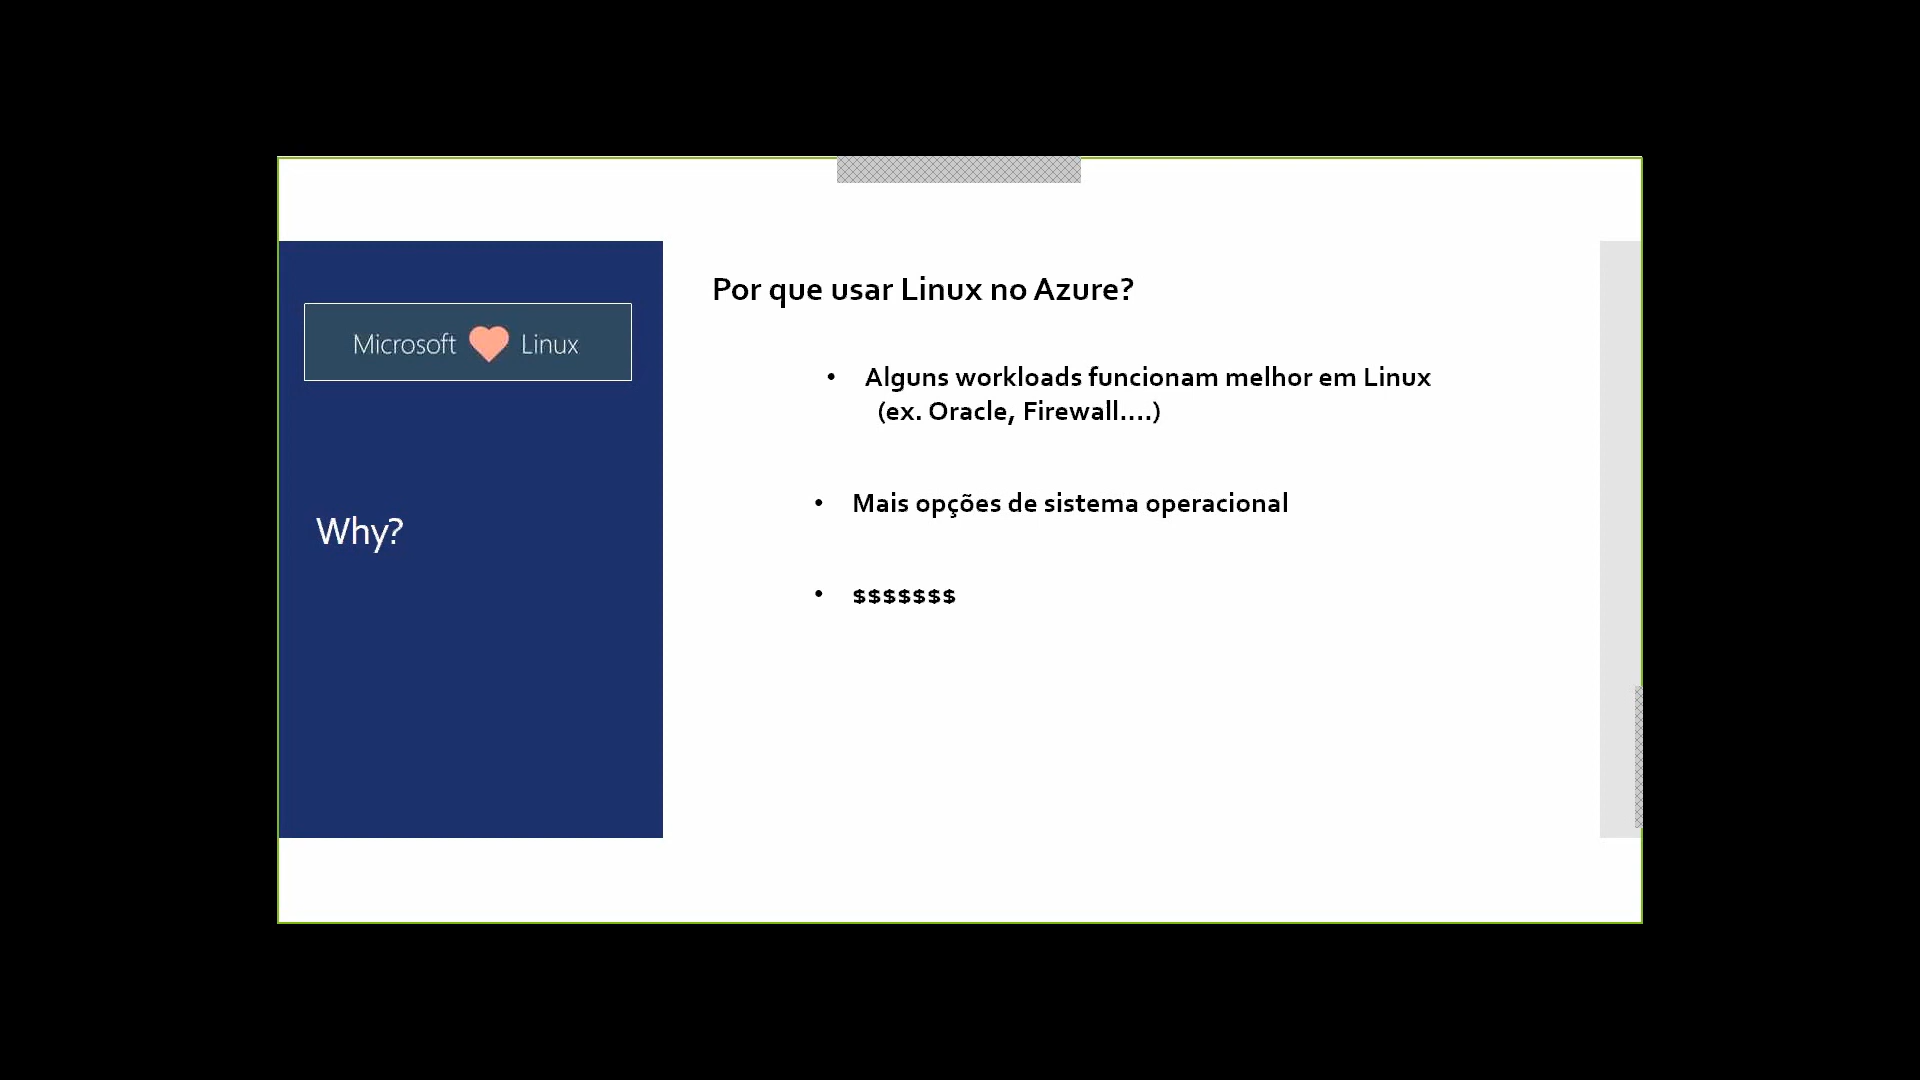 Microsoft Linux
Why?
Por que usar Linux no Azure?
• Alguns workloads funcionam melhor em Linux
(ex. Oracle, Firewall....)
• Mais opções de sistema operacional
• $$$$$$$